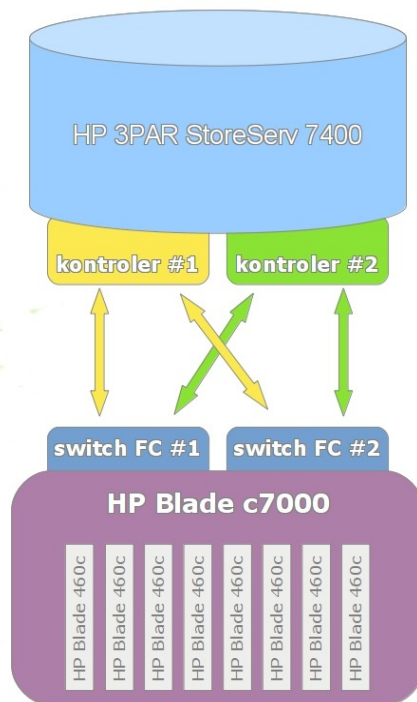 HP 3PAR StoreServ 7400
kontroler #1
kontroler #2
switch FC #1
switch FC #2
HP Blade c7000
HP Blade 460c
HP Blade 460c
HP Blade 460c
HP Blade 460c
HP Blade 460c
HP Blade 460c
HP Blade 460c
HP Blade 460c